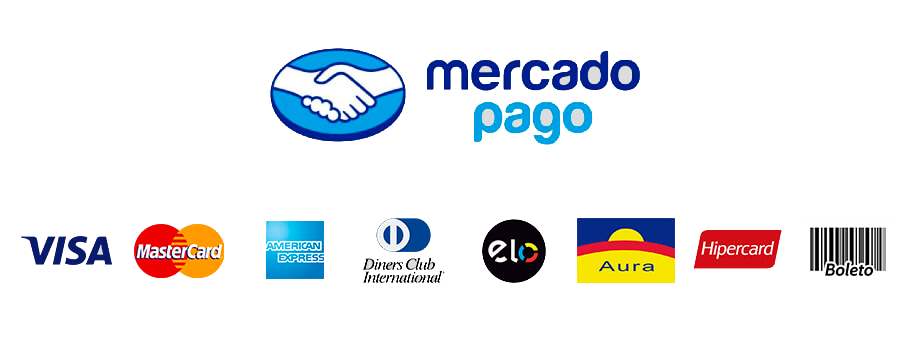 mercado
pago
VISA
MasterCard
AMERICAN
EXPRESS
Diners Club
International
elo
Aura
Hipercard
Boleto